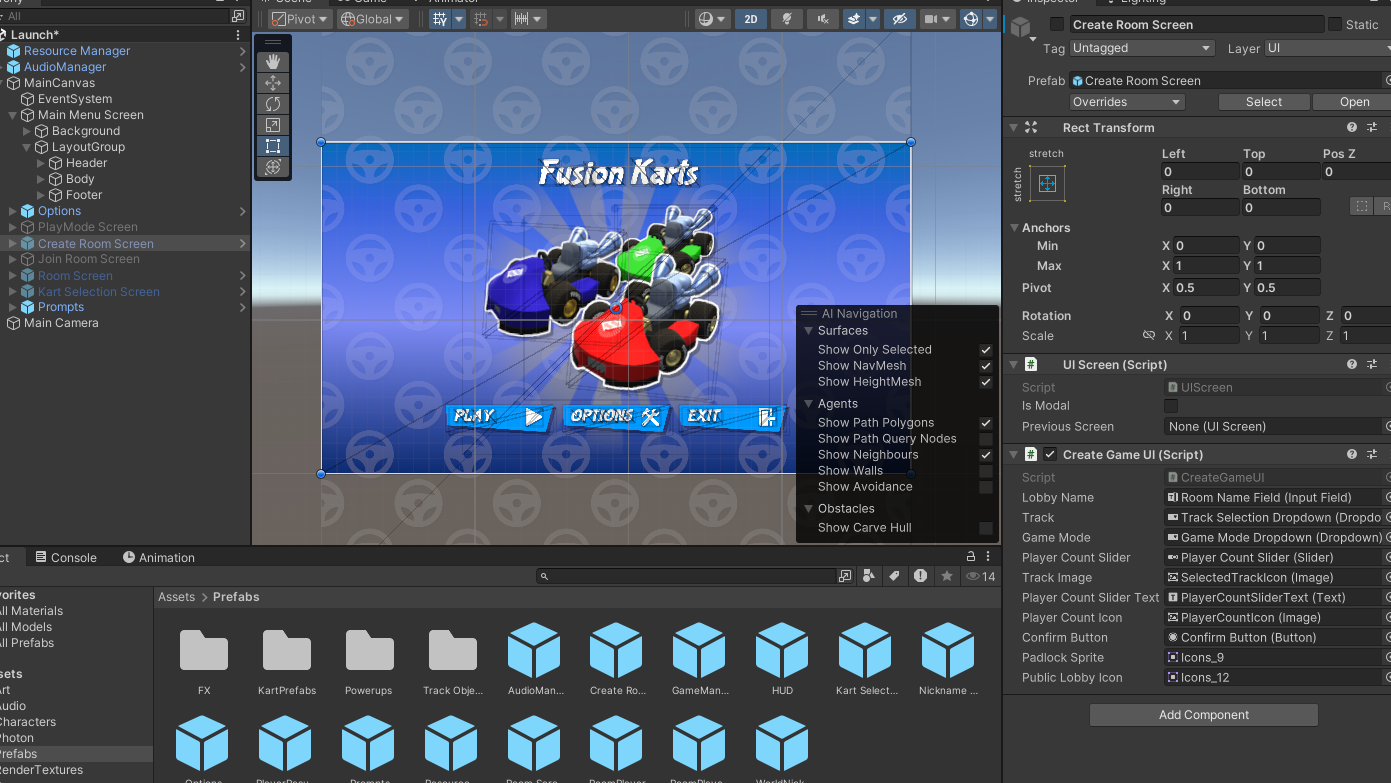 Pivot
Global
2D
All
Launch*
Resource Manager
AudioManager
MainCanvas
EventSystem
Main Menu Screen
Background
LayoutGroup
Header
Body
Footer
Options
PlayMode Screen
Create Room Screen
Join Room Screen
Room Screen
Kart Selection Screen
Prompts
Main Camera
Fusion Karts
PLAY
OPTIONS
EXIT
AI Navigation
Surfaces
Show Only Selected
Show NavMesh
Show HeightMesh
Agents
Show Path Polygons
Show Path Query Nodes
Show Neighbours
Show Walls
Show Avoidance
Obstacles
Show Carve Hull
Create Room Screen
Static
Tag Untagged Layer UI
Prefab Create Room Screen
Overrides Select Open
Rect Transform
stretch
stretch
Left Top Pos Z
0 0 0
Right Bottom
0 0
R
Anchors
Min X 0 Y 0
Max X 1 Y 1
Pivot X 0.5 Y 0.5
Rotation X 0 Y 0 Z 0
Scale X 1 Y 1 Z 1
# UI Screen (Script)
Script UIScreen
Is Modal
Previous Screen None (UI Screen)
# Create Game UI (Script)
Script CreateGameUI
Lobby Name Room Name Field (Input Field)
Track Track Selection Dropdown (Dropdo
Game Mode Game Mode Dropdown (Dropdown)
Player Count Slider Player Count Slider (Slider)
Track Image SelectedTrackIcon (Image)
Player Count Slider Text PlayerCountSliderText (Text)
Player Count Icon PlayerCountIcon (Image)
Confirm Button Confirm Button (Button)
Padlock Sprite Icons_9
Public Lobby Icon Icons_12
Add Component
ct Console Animation
14
vorites
ll Materials
ll Models
ll Prefabs
sets
rt
udio
haracters
hoton
refabs
enderTextures
Assets > Prefabs
FX KartPrefabs Powerups Track Obje... AudioMan... Create Ro... GameMan... HUD Kart Select... Nickname ...